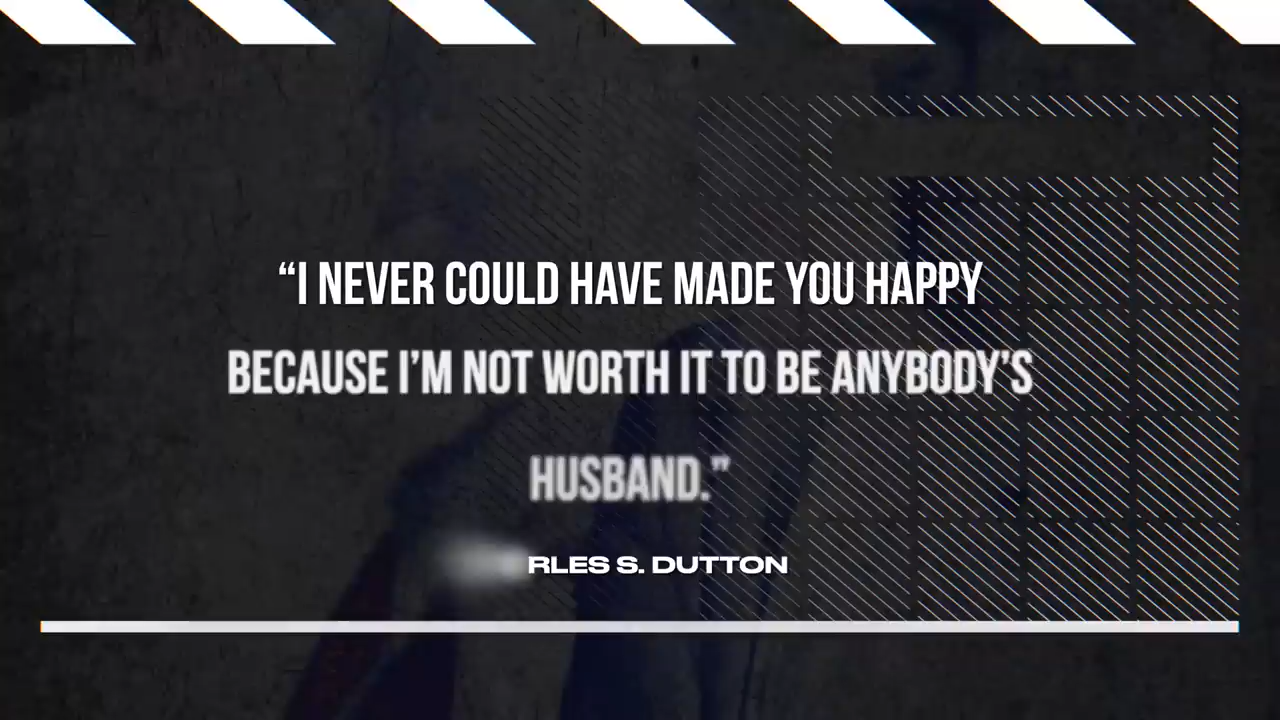 “I NEVER COULD HAVE MADE YOU HAPPY
BECAUSE I’M NOT WORTH IT TO BE ANYBODY’S
HUSBAND.”
RLES S. DUTTON